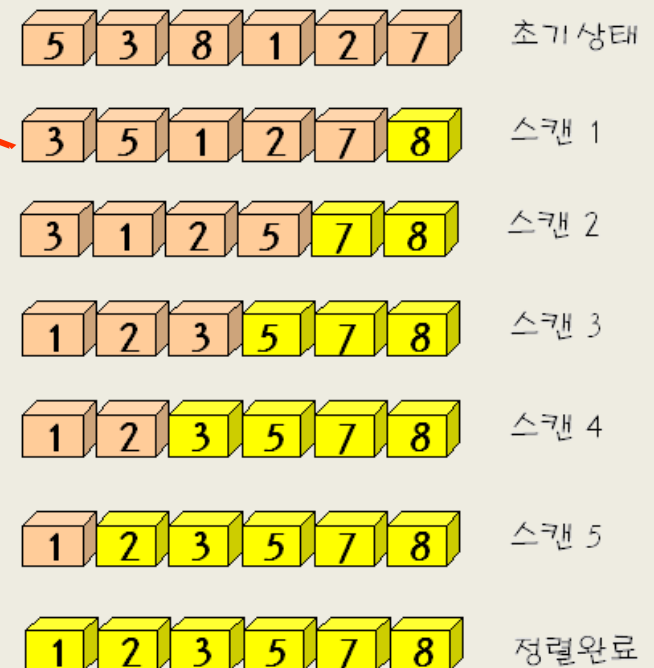 5 3 8 1 2 7 초기상태
3 5 1 2 7 8 스캔 1
3 1 2 5 7 8 스캔 2
1 2 3 5 7 8 스캔 3
1 2 3 5 7 8 스캔 4
1 2 3 5 7 8 스캔 5
1 2 3 5 7 8 정렬완료